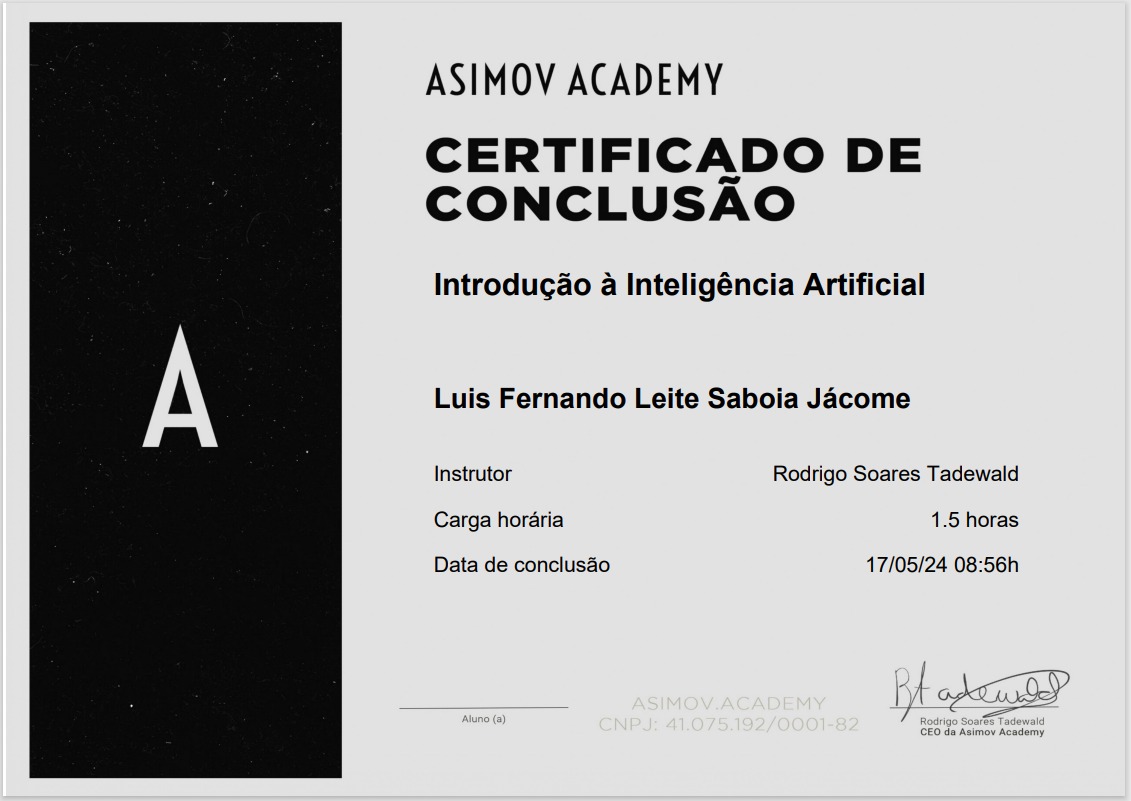 A
ASIMOV ACADEMY
CERTIFICADO DE
CONCLUSÃO
Introdução à Inteligência Artificial
Luis Fernando Leite Saboia Jácome
Instrutor Rodrigo Soares Tadewald
Carga horária 1.5 horas
Data de conclusão 17/05/24 08:56h
Aluno (a)
ASIMOV.ACADEMY
CNPJ: 41.075.192/0001-82
Rodrigo Soares Tadewald
CEO da Asimov Academy